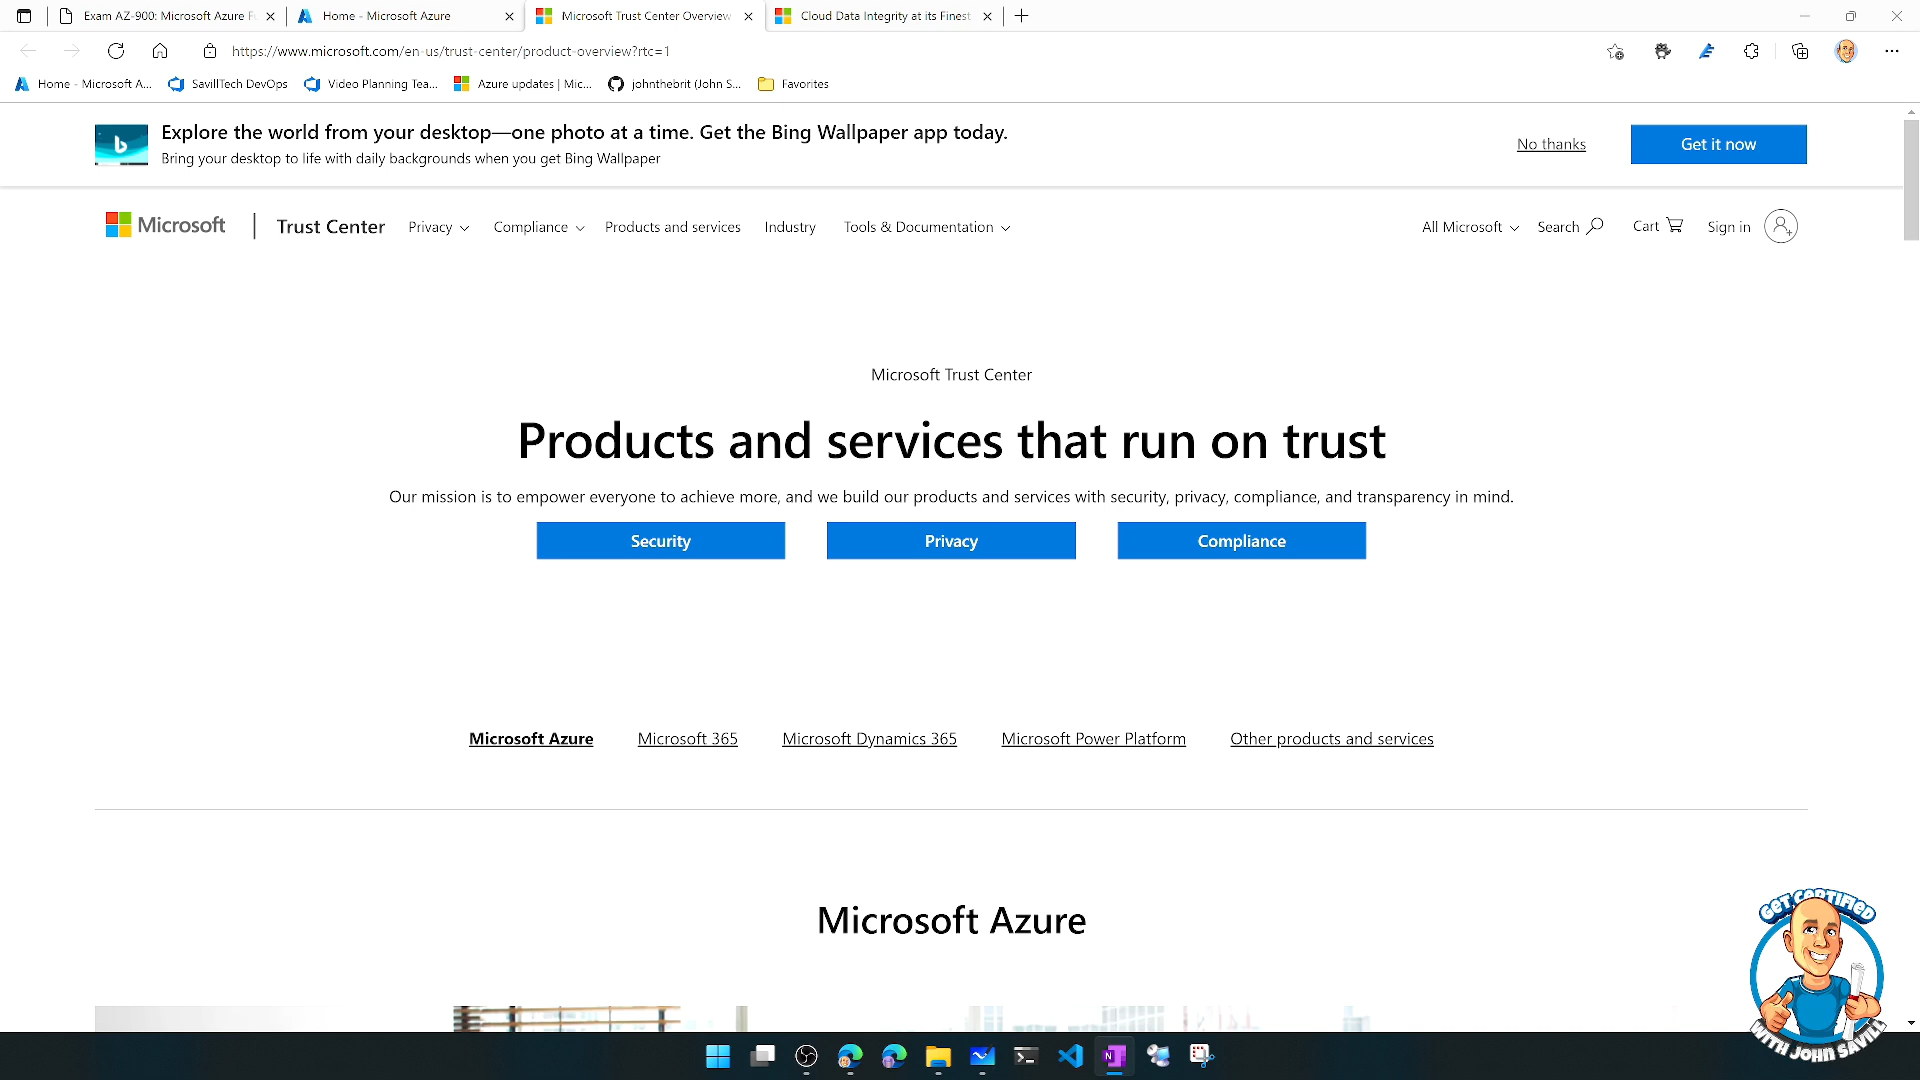 Exam AZ-900: Microsoft Azure Fu
Home - Microsoft Azure
Microsoft Trust Center Overview
Cloud Data Integrity at its Finest
https://www.microsoft.com/en-us/trust-center/product-overview?rtc=1
Home - Microsoft A...
SavillTech DevOps
Video Planning Tea...
Azure updates | Mic...
johnthebrit (John S...
Favorites
Explore the world from your desktop—one photo at a time. Get the Bing Wallpaper app today.
Bring your desktop to life with daily backgrounds when you get Bing Wallpaper
No thanks
Get it now
Microsoft
Trust Center
Privacy
Compliance
Products and services
Industry
Tools & Documentation
All Microsoft
Search
Cart
Sign in
Microsoft Trust Center
Products and services that run on trust
Our mission is to empower everyone to achieve more, and we build our products and services with security, privacy, compliance, and transparency in mind.
Security
Privacy
Compliance
Microsoft Azure
Microsoft 365
Microsoft Dynamics 365
Microsoft Power Platform
Other products and services
Microsoft Azure
GET CERTIFIED
WITH JOHN SAVILL